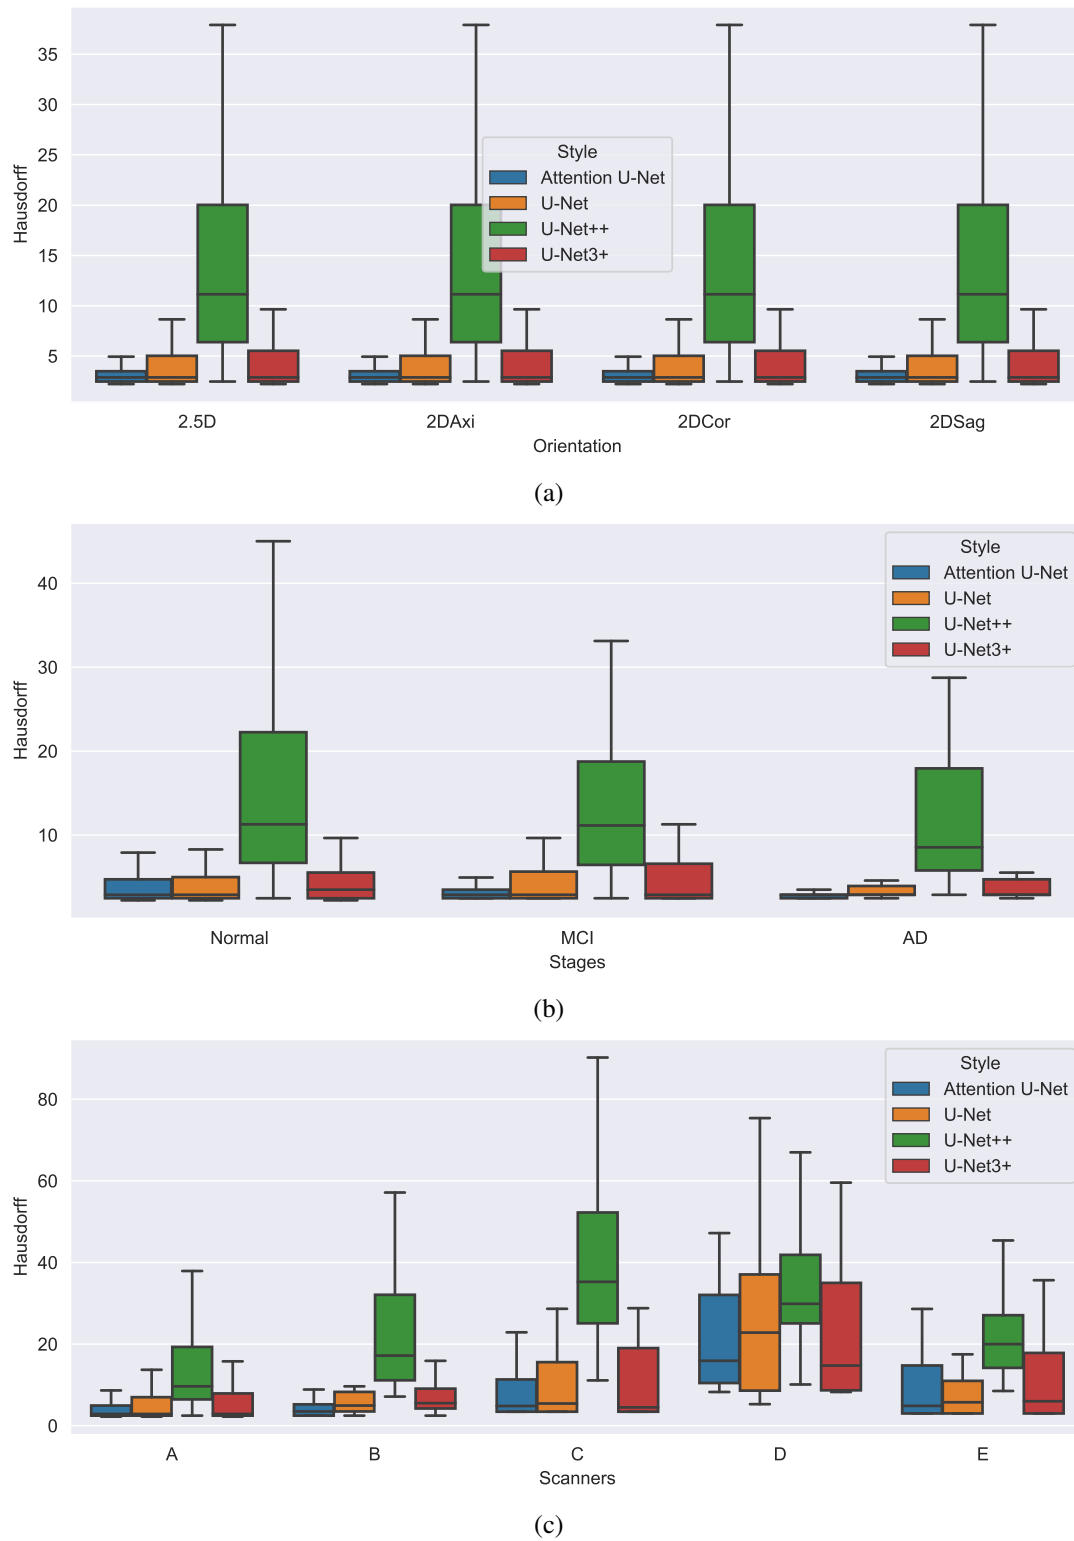 35
30
25
20
15
10
5
Hausdorff
Style
Attention U-Net
U-Net
U-Net++
U-Net3+
2.5D 2DAxi 2DCor 2DSag
Orientation
(a)
40
30
20
10
Hausdorff
Style
Attention U-Net
U-Net
U-Net++
U-Net3+
Normal MCI AD
Stages
(b)
80
60
40
20
0
Hausdorff
Style
Attention U-Net
U-Net
U-Net++
U-Net3+
A B C D E
Scanners
(c)